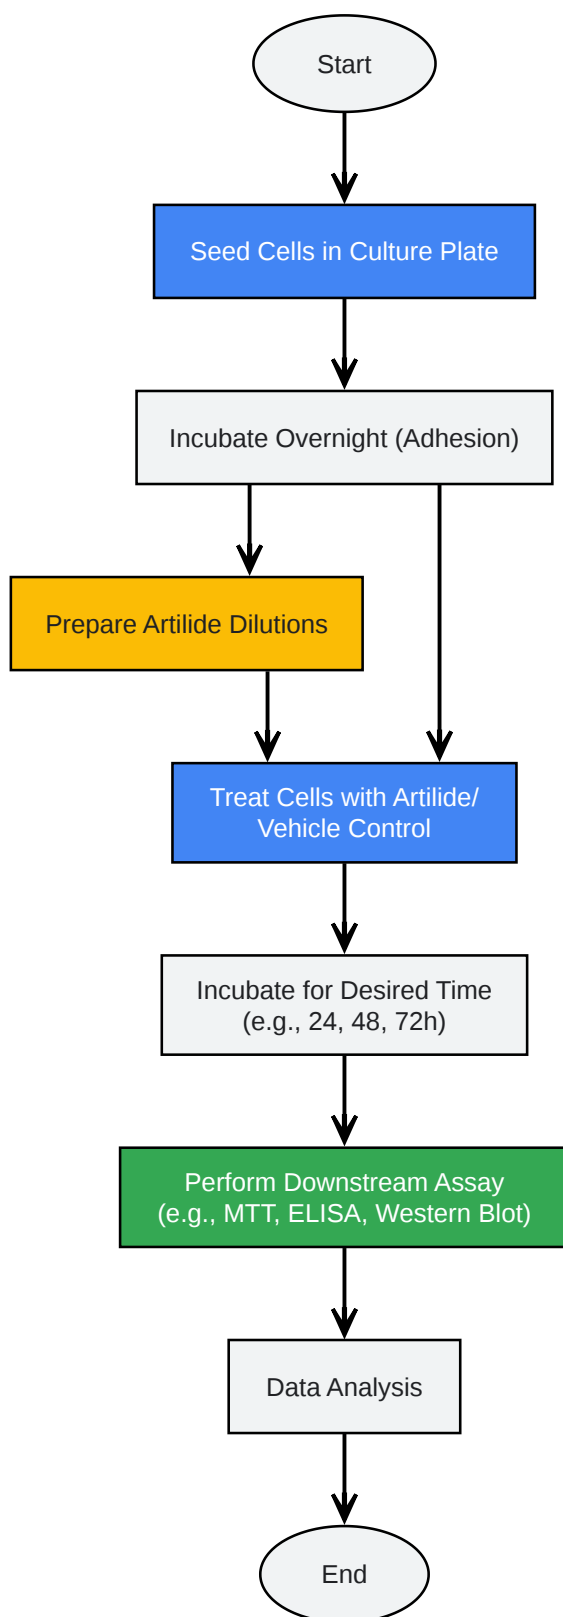 Start
Seed Cells in Culture Plate
Incubate Overnight (Adhesion)
Prepare Artilide Dilutions
Treat Cells with Artilide/
Vehicle Control
Incubate for Desired Time
(e.g., 24, 48, 72h)
Perform Downstream Assay
(e.g., MTT, ELISA, Western Blot)
Data Analysis
End